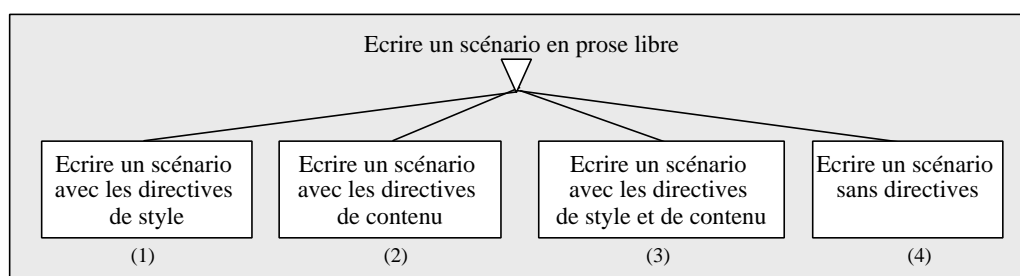 Ecrire un scénario en prose libre
Ecrire un scénario
avec les directives
de style
Ecrire un scénario
avec les directives
de contenu
Ecrire un scénario
avec les directives
de style et de contenu
Ecrire un scénario
sans directives
(1)
(2)
(3)
(4)